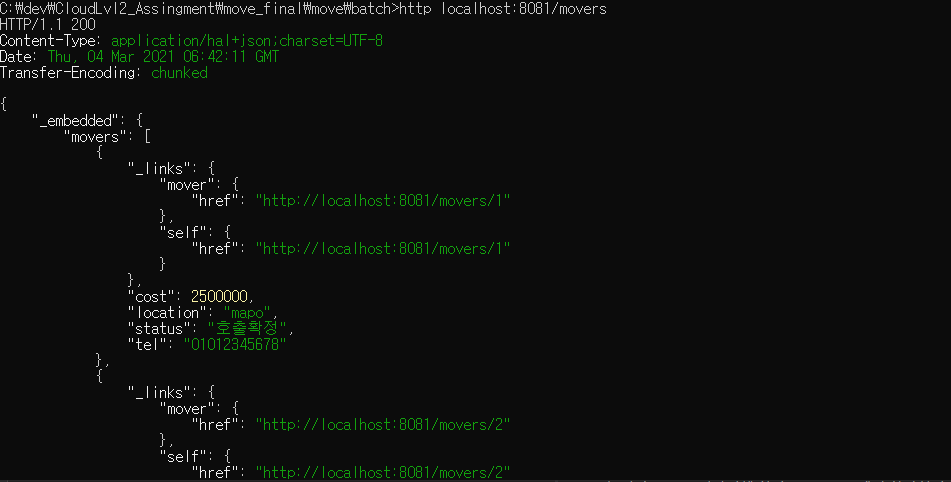 C:₩dev₩CloudLvl2_Assingment₩move_final₩move₩batch>http localhost:8081/movers
HTTP/1.1 200
Content-Type: application/hal+json;charset=UTF-8
Date: Thu, 04 Mar 2021 06:42:11 GMT
Transfer-Encoding: chunked
{
"_embedded": {
"movers": [
{
"_links": {
"mover": {
"href": "http://localhost:8081/movers/1"
},
"self": {
"href": "http://localhost:8081/movers/1"
}
},
"cost": 2500000,
"location": "mapo",
"status": "호출확정",
"tel": "01012345678"
},
{
"_links": {
"mover": {
"href": "http://localhost:8081/movers/2"
},
"self": {
"href": "http://localhost:8081/movers/2"